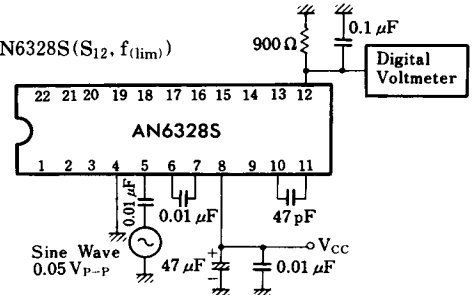 N6328S(S12, f(lim))
900 Ω
0.1 μF
Digital
Voltmeter
22 21 20 19 18 17 16 15 14 13 12
AN6328S
1 2 3 4 5 6 7 8 9 10 11
0.01 μF
0.01 μF
47 pF
Sine Wave
0.05 VP-P
+
VCC
47 μF
-
0.01 μF